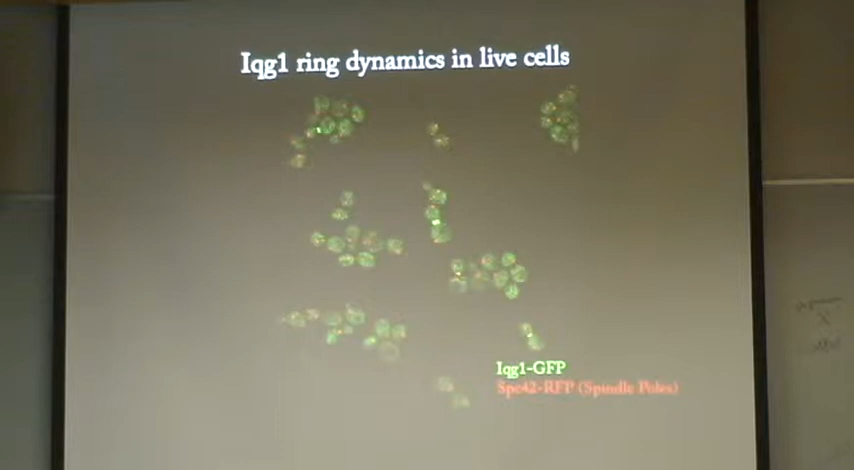 Iqg1 ring dynamics in live cells
Iqg1-GFP
Spc42-RFP (Spindle Poles)